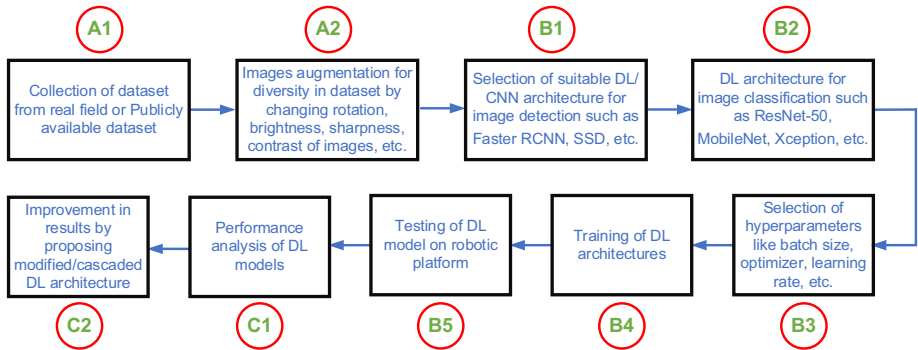 A1
A2
B1
B2
Collection of dataset
from real field or Publicly
available dataset
Images augmentation for
diversity in dataset by
changing rotation,
brightness, sharpness,
contrast of images, etc.
Selection of suitable DL/
CNN architecture for
image detection such as
Faster RCNN, SSD, etc.
DL architecture for
image classification such
as ResNet-50,
MobileNet, Xception, etc.
Improvement in
results by
proposing
modified/cascaded
DL architecture
Performance
analysis of DL
models
Testing of DL
model on robotic
platform
Training of DL
architectures
Selection of
hyperparameters
like batch size,
optimizer, learning
rate, etc.
C2
C1
B5
B4
B3